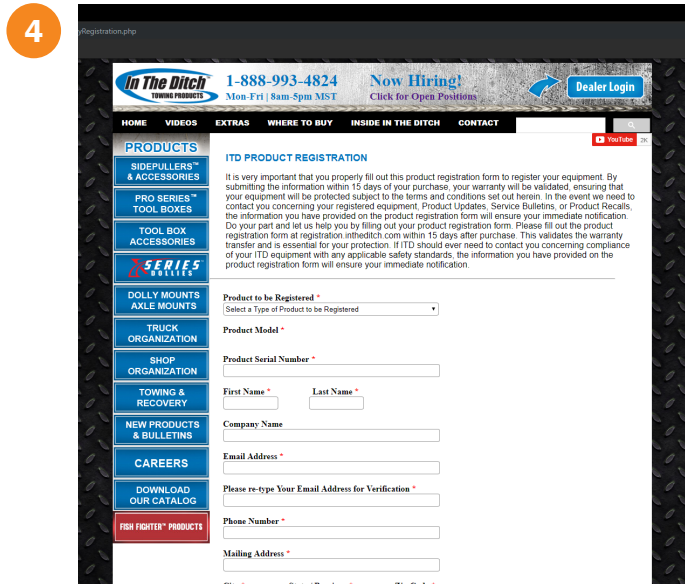 4
yRegistration.php
In The Ditch
TOWING PRODUCTS
1-888-993-4824
Mon-Fri | 8am-5pm MST
Now Hiring!
Click for Open Positions
Dealer Login
HOME VIDEOS EXTRAS WHERE TO BUY INSIDE IN THE DITCH CONTACT
YouTube 2K
PRODUCTS
SIDEPULLERS™
& ACCESSORIES
PRO SERIES™
TOOL BOXES
TOOL BOX
ACCESSORIES
X SERIES
DOLLIES
DOLLY MOUNTS
AXLE MOUNTS
TRUCK
ORGANIZATION
SHOP
ORGANIZATION
TOWING &
RECOVERY
NEW PRODUCTS
& BULLETINS
CAREERS
DOWNLOAD
OUR CATALOG
FISH FIGHTER™ PRODUCTS
ITD PRODUCT REGISTRATION
It is very important that you properly fill out this product registration form to register your equipment. By
submitting the information within 15 days of your purchase, your warranty will be validated, ensuring that
your equipment will be protected subject to the terms and conditions set out herein. In the event we need to
contact you concerning your registered equipment, Product Updates, Service Bulletins, or Product Recalls,
the information you have provided on the product registration form will ensure your immediate notification.
Do your part and let us help you by filling out your product registration form. Please fill out the product
registration form at registration.intheditch.com within 15 days after purchase. This validates the warranty
transfer and is essential for your protection. If ITD should ever need to contact you concerning compliance
of your ITD equipment with any applicable safety standards, the information you have provided on the
product registration form will ensure your immediate notification.
Product to be Registered *
Select a Type of Product to be Registered
Product Model *
Product Serial Number *
First Name * Last Name *
Company Name
Email Address *
Please re-type Your Email Address for Verification *
Phone Number *
Mailing Address *